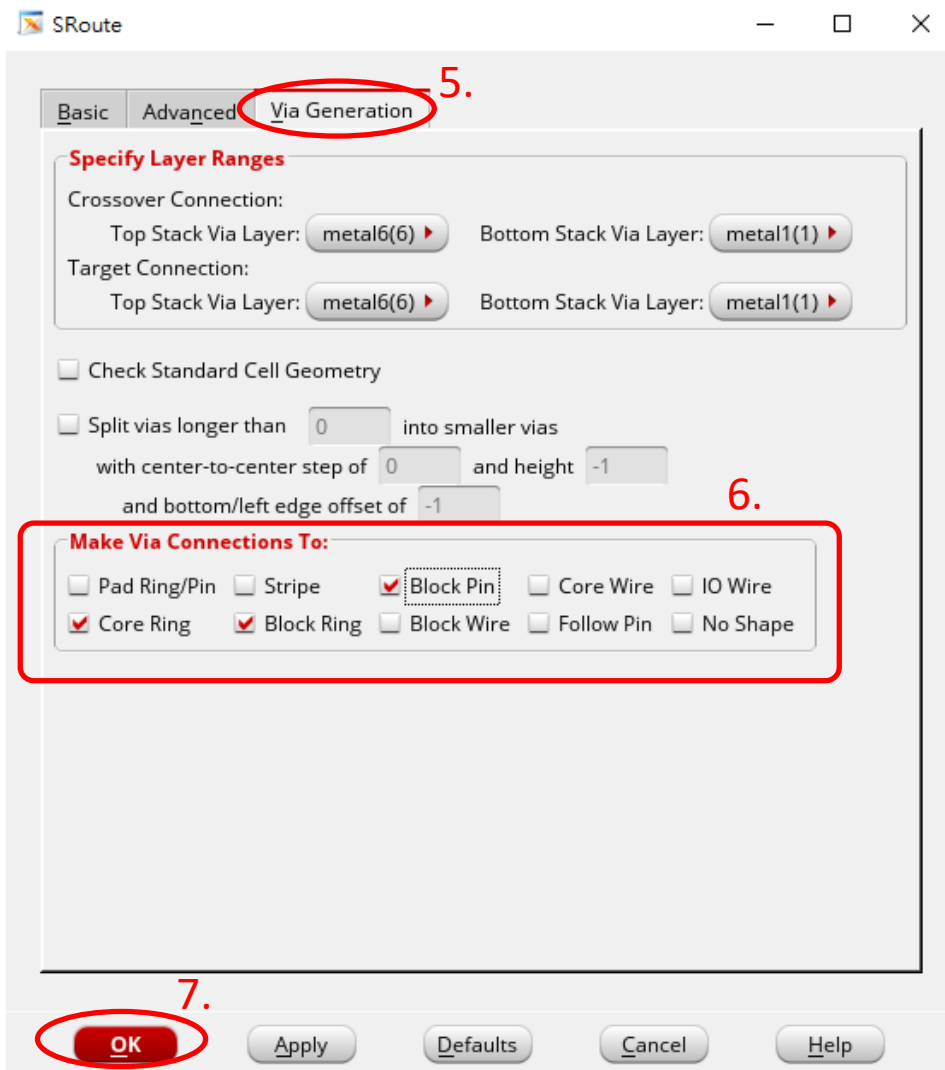 SRoute
5.
Basic Advanced Via Generation
Specify Layer Ranges
Crossover Connection:
Top Stack Via Layer: metal6(6) Bottom Stack Via Layer: metal1(1)
Target Connection:
Top Stack Via Layer: metal6(6) Bottom Stack Via Layer: metal1(1)
Check Standard Cell Geometry
Split vias longer than 0 into smaller vias
with center-to-center step of 0 and height -1
and bottom/left edge offset of -1
6.
Make Via Connections To:
Pad Ring/Pin Stripe Block Pin Core Wire IO Wire
Core Ring Block Ring Block Wire Follow Pin No Shape
7.
OK Apply Defaults Cancel Help